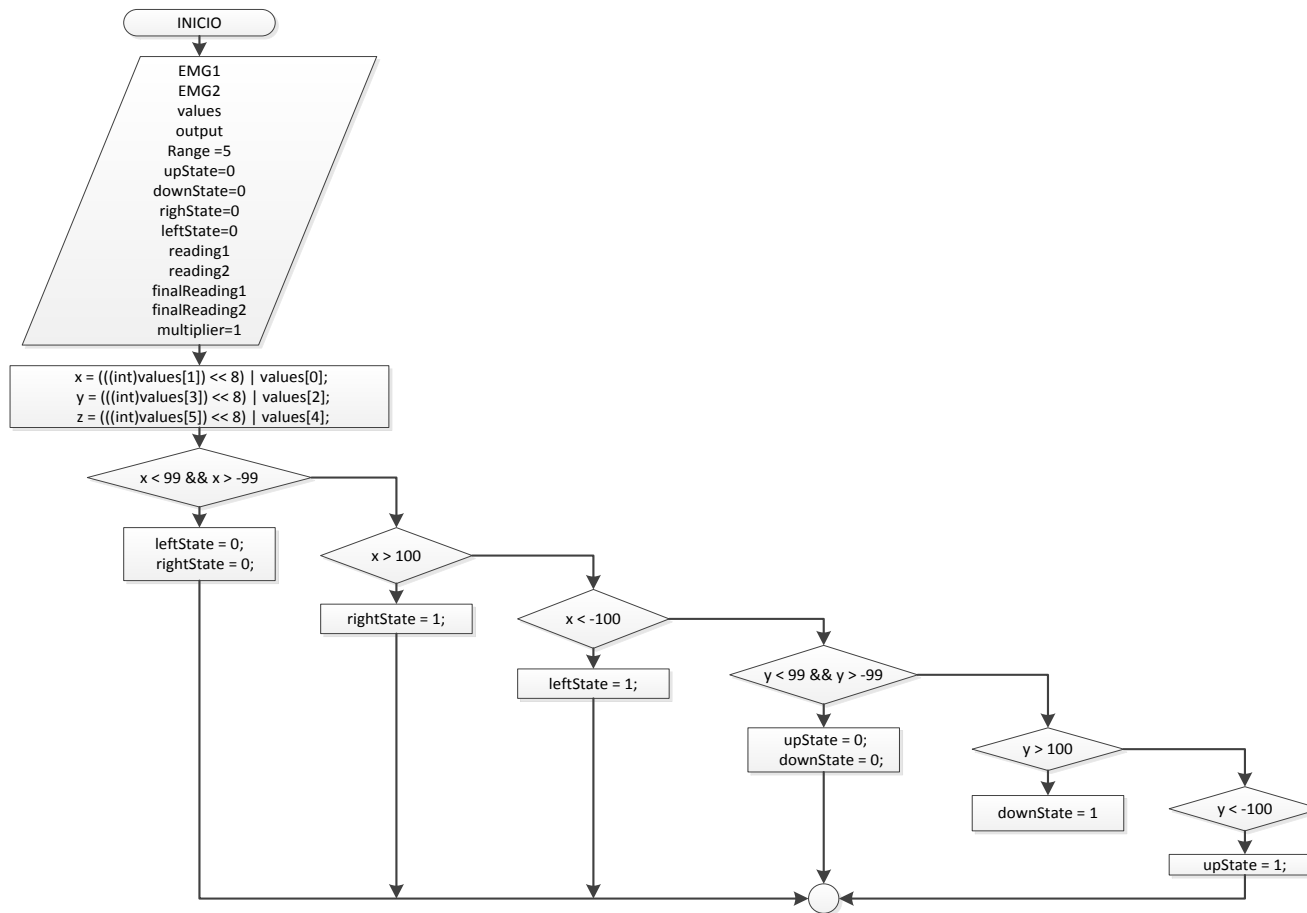 INICIO
EMG1
EMG2
values
output
Range =5
upState=0
downState=0
righState=0
leftState=0
reading1
reading2
finalReading1
finalReading2
multiplier=1
x = (((int)values[1]) << 8) | values[0];
y = (((int)values[3]) << 8) | values[2];
z = (((int)values[5]) << 8) | values[4];
x < 99 && x > -99
leftState = 0;
rightState = 0;
x > 100
rightState = 1;
x < -100
leftState = 1;
y < 99 && y > -99
upState = 0;
downState = 0;
y > 100
downState = 1
y < -100
upState = 1;